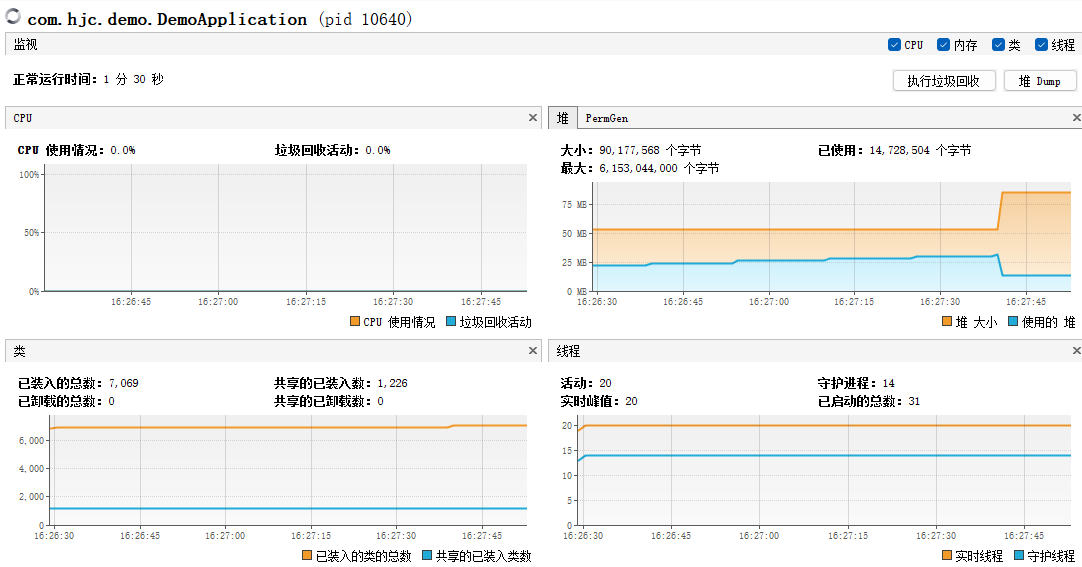 com.hjc.demo.DemoApplication (pid 10640)
监视
CPU 内存 类 线程
正常运行时间: 1 分 30 秒
执行垃圾回收 堆 Dump
CPU
CPU 使用情况: 0.0% 垃圾回收活动: 0.0%
100%
50%
0%
16:26:45 16:27:00 16:27:15 16:27:30 16:27:45
CPU 使用情况 垃圾回收活动
堆 PermGen
大小: 90,177,568 个字节 已使用: 14,728,504 个字节
最大: 6,153,044,000 个字节
75 MB
50 MB
25 MB
0 MB
16:26:30 16:26:45 16:27:00 16:27:15 16:27:30 16:27:45
堆 大小 使用的 堆
类
已装入的总数: 7,069 共享的已装入数: 1,226
已卸载的总数: 0 共享的已卸载数: 0
6,000
4,000
2,000
0
16:26:30 16:26:45 16:27:00 16:27:15 16:27:30 16:27:45
已装入的类的总数 共享的已装入类数
线程
活动: 20 守护进程: 14
实时峰值: 20 已启动的总数: 31
20
15
10
5
0
16:26:30 16:26:45 16:27:00 16:27:15 16:27:30 16:27:45
实时线程 守护线程